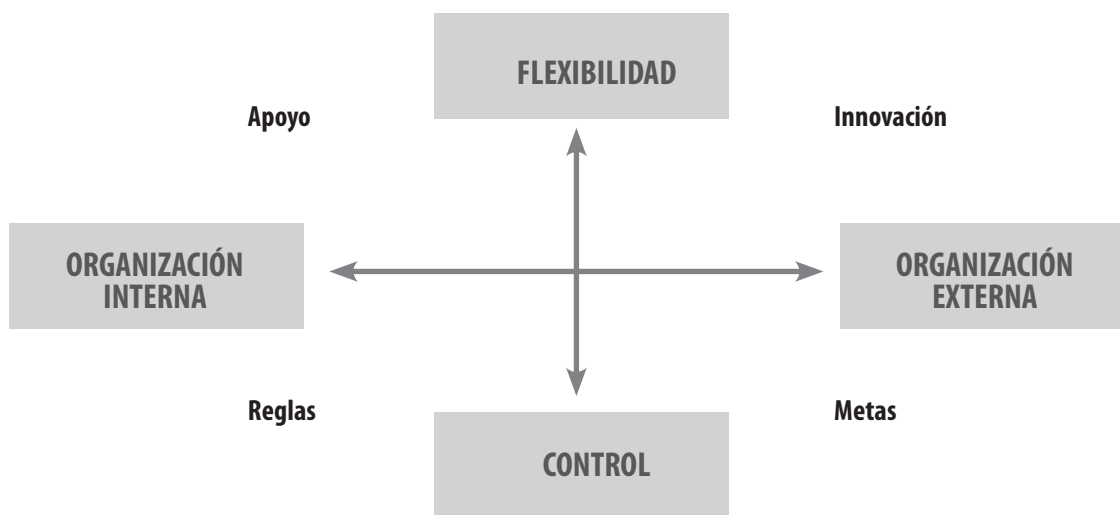 FLEXIBILIDAD
Apoyo
Innovación
ORGANIZACIÓN
INTERNA
ORGANIZACIÓN
EXTERNA
Reglas
Metas
CONTROL